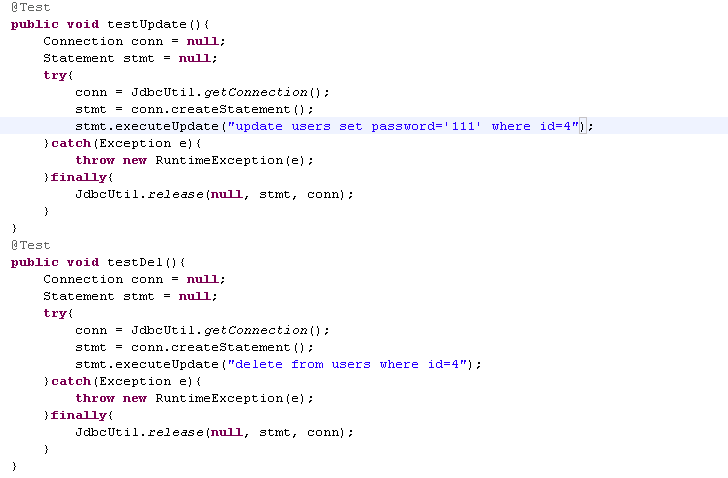 @Test
public void testUpdate(){
    Connection conn = null;
    Statement stmt = null;
    try{
        conn = JdbcUtil.getConnection();
        stmt = conn.createStatement();
        stmt.executeUpdate("update users set password='111' where id=4");
    }catch(Exception e){
        throw new RuntimeException(e);
    }finally{
        JdbcUtil.release(null, stmt, conn);
    }
}
@Test
public void testDel(){
    Connection conn = null;
    Statement stmt = null;
    try{
        conn = JdbcUtil.getConnection();
        stmt = conn.createStatement();
        stmt.executeUpdate("delete from users where id=4");
    }catch(Exception e){
        throw new RuntimeException(e);
    }finally{
        JdbcUtil.release(null, stmt, conn);
    }
}